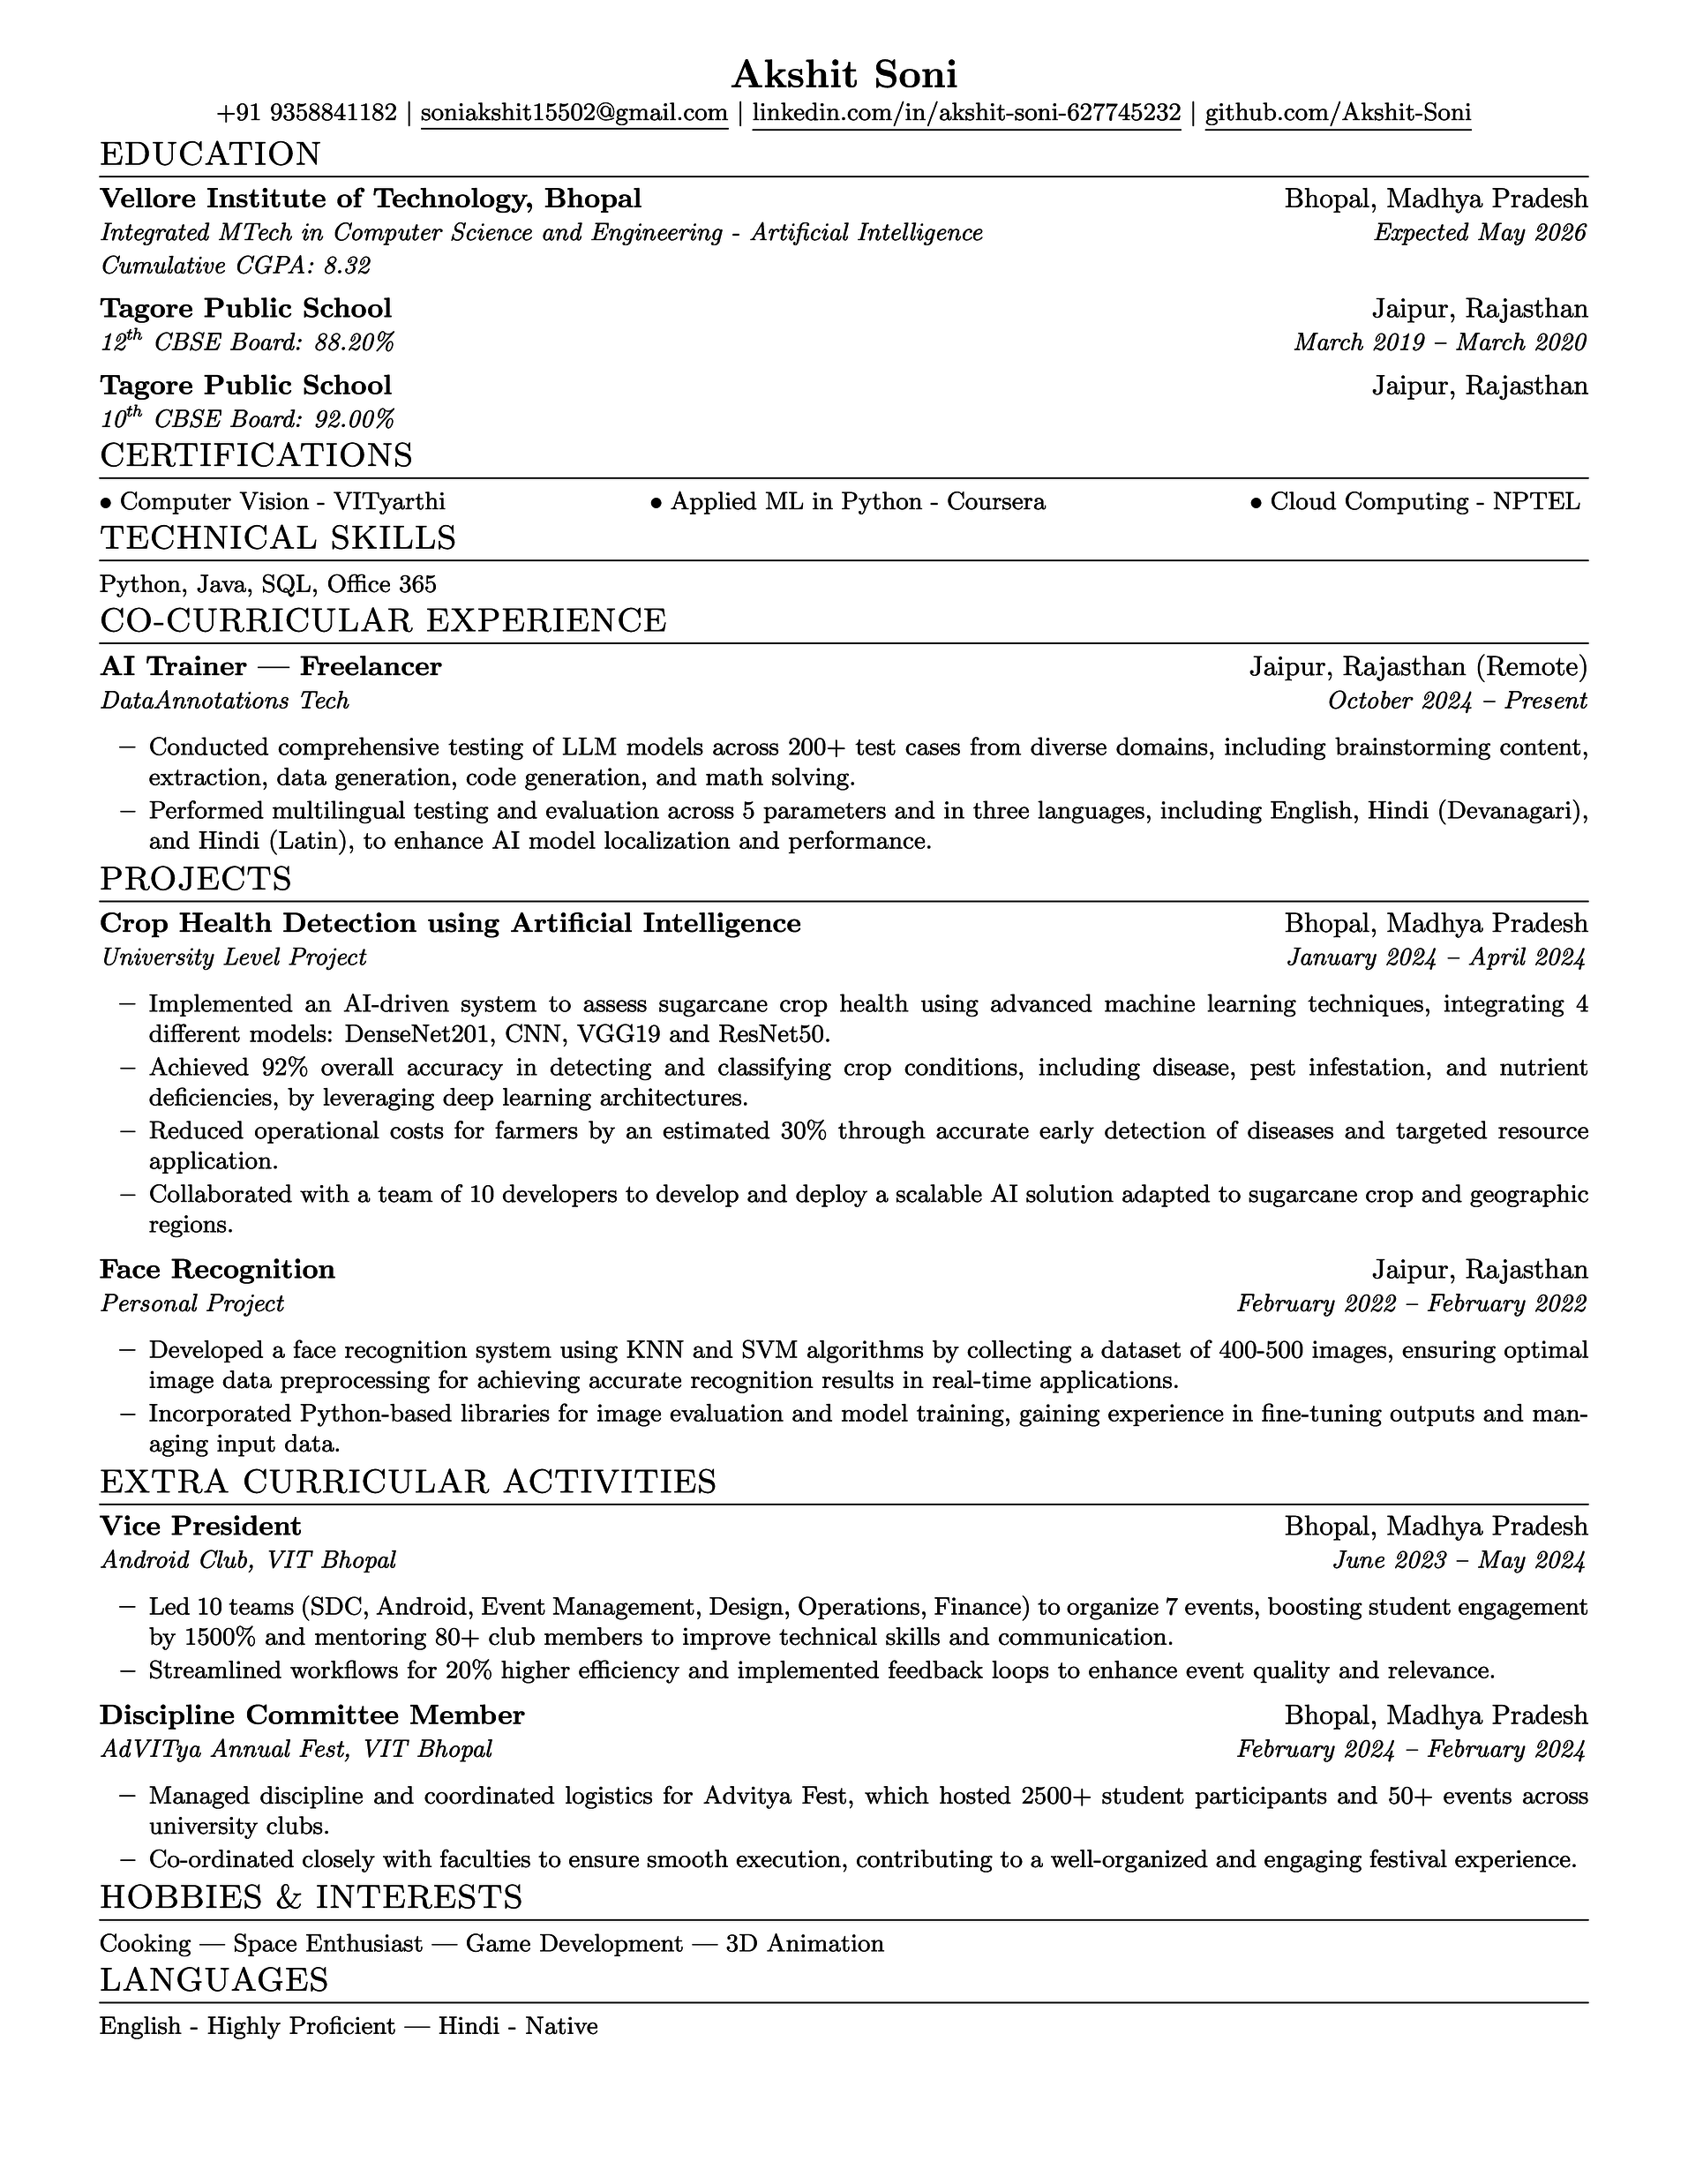 Akshit Soni
+91 9358841182 | soniakshit15502@gmail.com | linkedin.com/in/akshit-soni-627745232 | github.com/Akshit-Soni
EDUCATION
Vellore Institute of Technology, Bhopal Bhopal, Madhya Pradesh
Integrated MTech in Computer Science and Engineering - Artificial Intelligence Expected May 2026
Cumulative CGPA: 8.32
Tagore Public School Jaipur, Rajasthan
12th CBSE Board: 88.20% March 2019 – March 2020
Tagore Public School Jaipur, Rajasthan
10th CBSE Board: 92.00%
CERTIFICATIONS
• Computer Vision - VITyarthi • Applied ML in Python - Coursera • Cloud Computing - NPTEL
TECHNICAL SKILLS
Python, Java, SQL, Office 365
CO-CURRICULAR EXPERIENCE
AI Trainer — Freelancer Jaipur, Rajasthan (Remote)
DataAnnotations Tech October 2024 – Present
– Conducted comprehensive testing of LLM models across 200+ test cases from diverse domains, including brainstorming content,
extraction, data generation, code generation, and math solving.
– Performed multilingual testing and evaluation across 5 parameters and in three languages, including English, Hindi (Devanagari),
and Hindi (Latin), to enhance AI model localization and performance.
PROJECTS
Crop Health Detection using Artificial Intelligence Bhopal, Madhya Pradesh
University Level Project January 2024 – April 2024
– Implemented an AI-driven system to assess sugarcane crop health using advanced machine learning techniques, integrating 4
different models: DenseNet201, CNN, VGG19 and ResNet50.
– Achieved 92% overall accuracy in detecting and classifying crop conditions, including disease, pest infestation, and nutrient
deficiencies, by leveraging deep learning architectures.
– Reduced operational costs for farmers by an estimated 30% through accurate early detection of diseases and targeted resource
application.
– Collaborated with a team of 10 developers to develop and deploy a scalable AI solution adapted to sugarcane crop and geographic
regions.
Face Recognition Jaipur, Rajasthan
Personal Project February 2022 – February 2022
– Developed a face recognition system using KNN and SVM algorithms by collecting a dataset of 400-500 images, ensuring optimal
image data preprocessing for achieving accurate recognition results in real-time applications.
– Incorporated Python-based libraries for image evaluation and model training, gaining experience in fine-tuning outputs and man-
aging input data.
EXTRA CURRICULAR ACTIVITIES
Vice President Bhopal, Madhya Pradesh
Android Club, VIT Bhopal June 2023 – May 2024
– Led 10 teams (SDC, Android, Event Management, Design, Operations, Finance) to organize 7 events, boosting student engagement
by 1500% and mentoring 80+ club members to improve technical skills and communication.
– Streamlined workflows for 20% higher efficiency and implemented feedback loops to enhance event quality and relevance.
Discipline Committee Member Bhopal, Madhya Pradesh
AdVITya Annual Fest, VIT Bhopal February 2024 – February 2024
– Managed discipline and coordinated logistics for Advitya Fest, which hosted 2500+ student participants and 50+ events across
university clubs.
– Co-ordinated closely with faculties to ensure smooth execution, contributing to a well-organized and engaging festival experience.
HOBBIES & INTERESTS
Cooking — Space Enthusiast — Game Development — 3D Animation
LANGUAGES
English - Highly Proficient — Hindi - Native